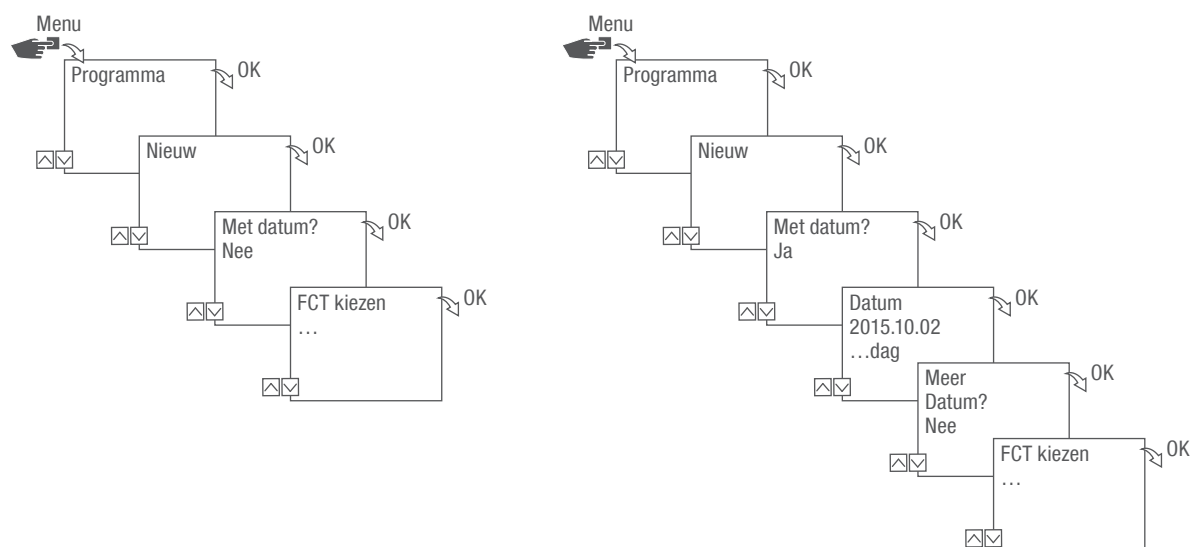 Menu
Programma
OK
Nieuw
OK
Met datum?
Nee
OK
FCT kiezen
…
OK
Menu
Programma
OK
Nieuw
OK
Met datum?
Ja
OK
Datum
2015.10.02
…dag
OK
Meer
Datum?
Nee
OK
FCT kiezen
…
OK